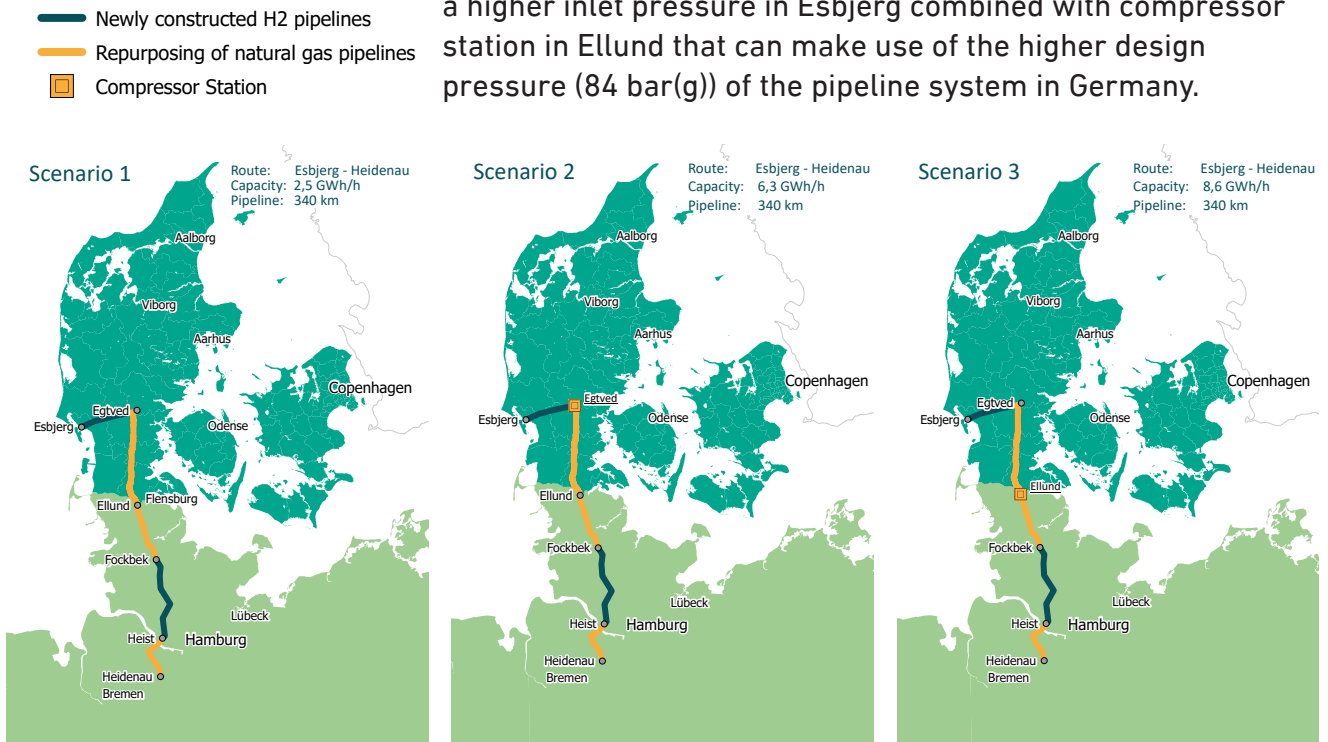 Newly constructed H2 pipelines
Repurposing of natural gas pipelines
Compressor Station
a higher inlet pressure in Esbjerg combined with compressor
station in Ellund that can make use of the higher design
pressure (84 bar(g)) of the pipeline system in Germany.
Scenario 1
Route: Esbjerg - Heidenau
Capacity: 2,5 GWh/h
Pipeline: 340 km
Aalborg
Viborg
Aarhus
Copenhagen
Egtved
Esbjerg
Odense
Flensburg
Ellund
Fockbek
Lübeck
Heist
Hamburg
Heidenau
Bremen
Scenario 2
Route: Esbjerg - Heidenau
Capacity: 6,3 GWh/h
Pipeline: 340 km
Aalborg
Viborg
Aarhus
Copenhagen
Egtved
Esbjerg
Odense
Ellund
Fockbek
Lübeck
Heist
Hamburg
Heidenau
Bremen
Scenario 3
Route: Esbjerg - Heidenau
Capacity: 8,6 GWh/h
Pipeline: 340 km
Aalborg
Viborg
Aarhus
Copenhagen
Egtved
Esbjerg
Odense
Ellund
Fockbek
Lübeck
Heist
Hamburg
Heidenau
Bremen